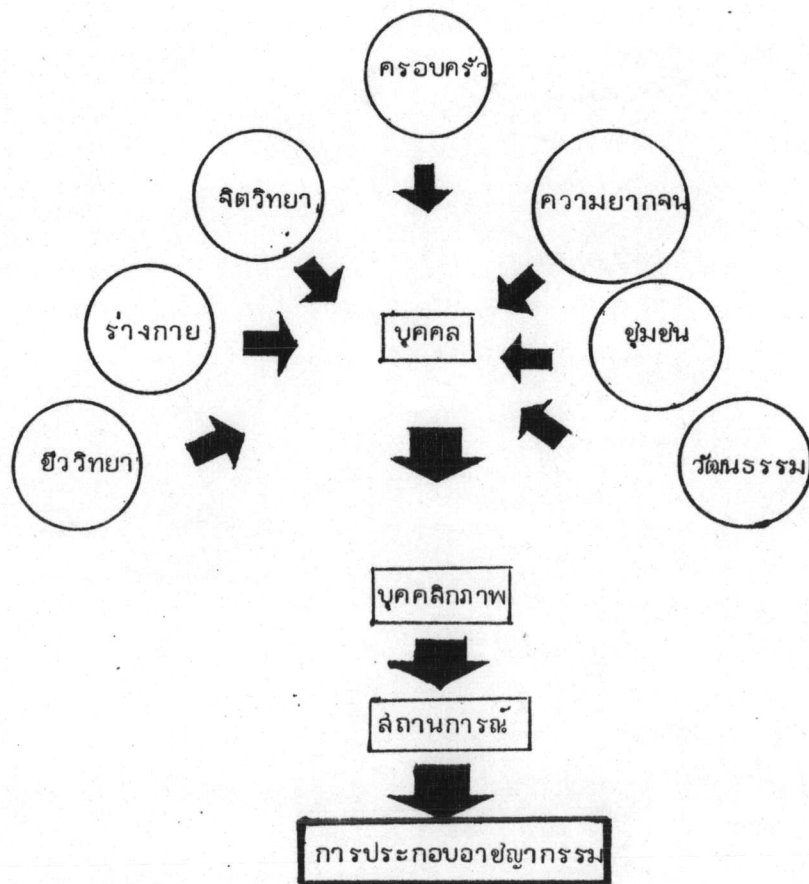 ครอบครัว
จิตวิทยา
ความยากจน
ร่างกาย
บุคคล
ชุมชน
ชีววิทยา
วัฒนธรรม
บุคคลิกภาพ
สถานการณ์
การประกอบอาชญากรรม